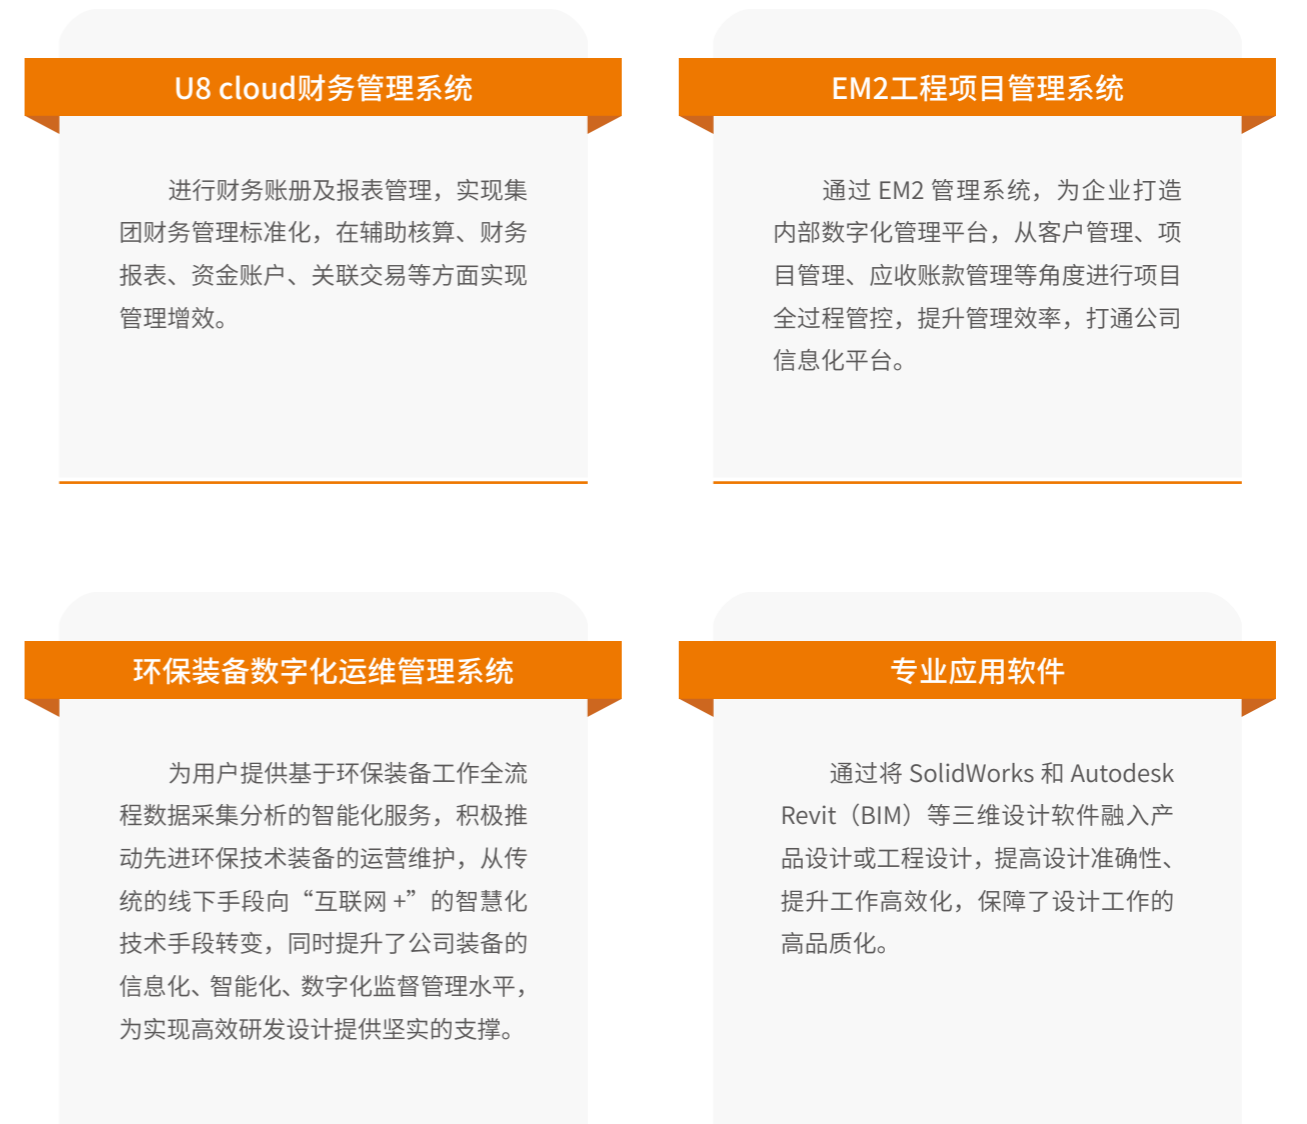 U8 cloud财务管理系统
进行财务账册及报表管理，实现集
团财务管理标准化，在辅助核算、财务
报表、资金账户、关联交易等方面实现
管理增效。
EM2工程项目管理系统
通过 EM2 管理系统，为企业打造
内部数字化管理平台，从客户管理、项
目管理、应收账款管理等角度进行项目
全过程管控，提升管理效率，打通公司
信息化平台。
环保装备数字化运维管理系统
为用户提供基于环保装备工作全流
程数据采集分析的智能化服务，积极推
动先进环保技术装备的运营维护，从传
统的线下手段向“互联网 +”的智慧化
技术手段转变，同时提升了公司装备的
信息化、智能化、数字化监督管理水平，
为实现高效研发设计提供坚实的支撑。
专业应用软件
通过将 SolidWorks 和 Autodesk
Revit（BIM）等三维设计软件融入产
品设计或工程设计，提高设计准确性、
提升工作高效化，保障了设计工作的
高品质化。